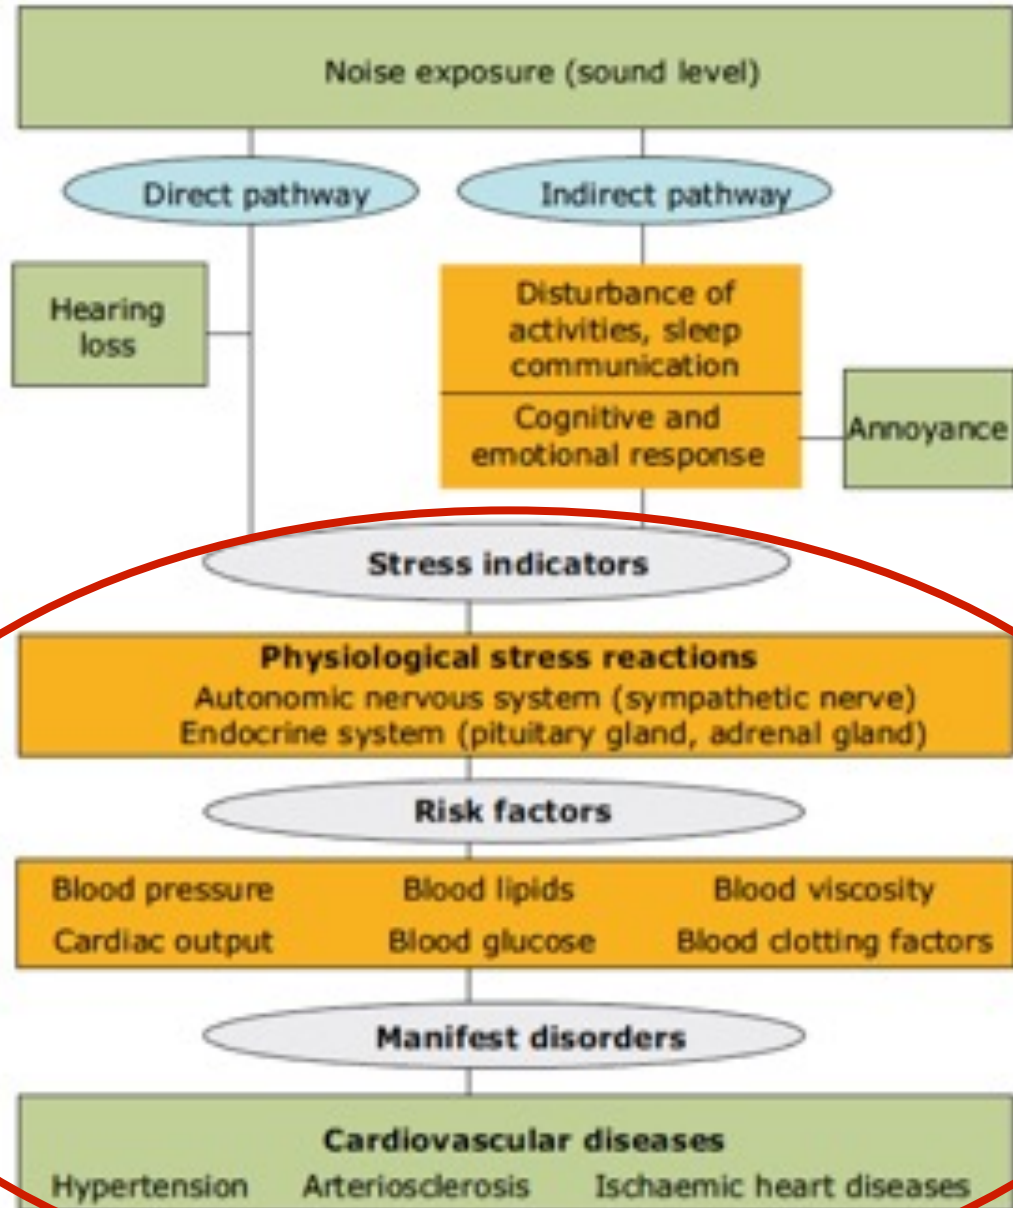 Noise exposure (sound level)
Direct pathway
Indirect pathway
Hearing
loss
Disturbance of
activities, sleep
communication
Cognitive and
emotional response
Annoyance
Stress indicators
Physiological stress reactions
Autonomic nervous system (sympathetic nerve)
Endocrine system (pituitary gland, adrenal gland)
Risk factors
Blood pressure Blood lipids Blood viscosity
Cardiac output Blood glucose Blood clotting factors
Manifest disorders
Cardiovascular diseases
Hypertension Arteriosclerosis Ischaemic heart diseases